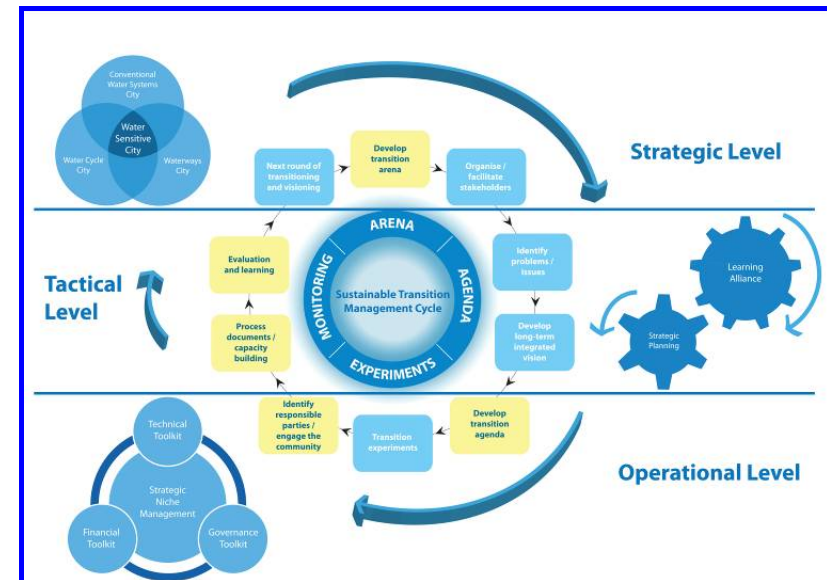 Conventional
Water Systems
City
Water
Sensitive
City
Water Cycle
City
Waterways
City
Strategic Level
Next round of
transitioning
and visioning
Develop
transition
arena
Organise /
facilitate
stakeholders
Tactical
Level
Evaluation
and learning
Process
documents /
capacity
building
ARENA
AGENDA
EXPERIMENTS
MONITORING
Sustainable Transition
Management Cycle
Identify
problems /
issues
Develop
long-term
integrated
vision
Learning
Alliance
Strategic
Planning
Identify
responsible
parties /
engage the
community
Transition
experiments
Develop
transition
agenda
Operational Level
Technical
Toolkit
Strategic
Niche
Management
Financial
Toolkit
Governance
Toolkit